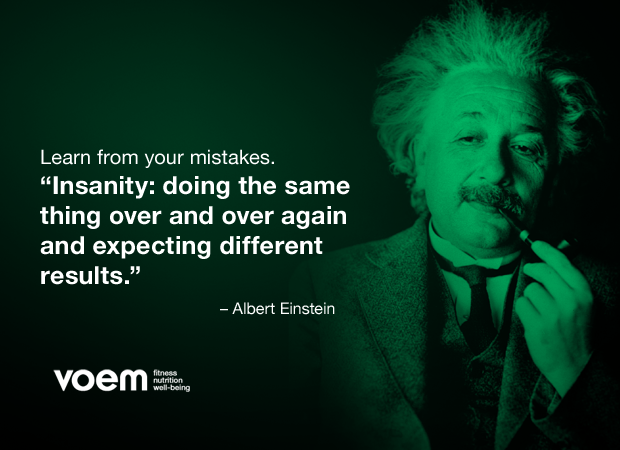 Learn from your mistakes.
“Insanity: doing the same
thing over and over again
and expecting different
results.”
– Albert Einstein
voem
fitness
nutrition
well-being